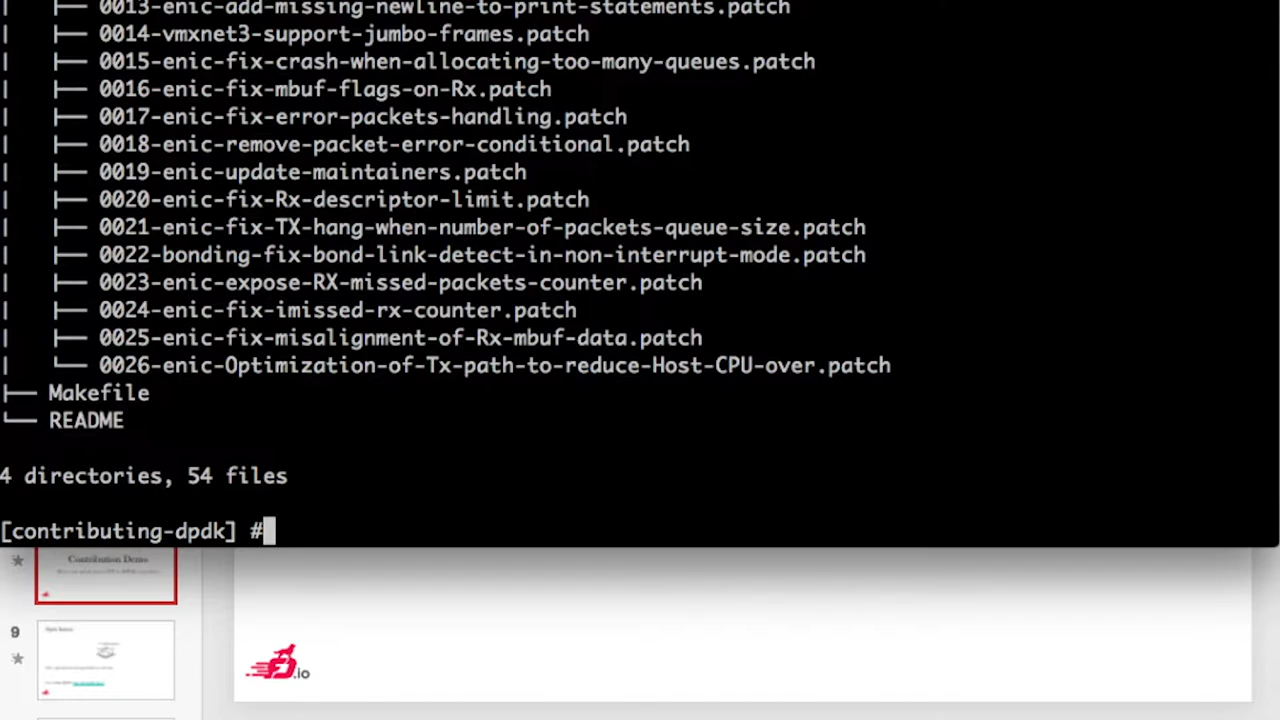 │   ├── 0013-enic-add-missing-newline-to-print-statements.patch
│   ├── 0014-vmxnet3-support-jumbo-frames.patch
│   ├── 0015-enic-fix-crash-when-allocating-too-many-queues.patch
│   ├── 0016-enic-fix-mbuf-flags-on-Rx.patch
│   ├── 0017-enic-fix-error-packets-handling.patch
│   ├── 0018-enic-remove-packet-error-conditional.patch
│   ├── 0019-enic-update-maintainers.patch
│   ├── 0020-enic-fix-Rx-descriptor-limit.patch
│   ├── 0021-enic-fix-TX-hang-when-number-of-packets-queue-size.patch
│   ├── 0022-bonding-fix-bond-link-detect-in-non-interrupt-mode.patch
│   ├── 0023-enic-expose-RX-missed-packets-counter.patch
│   ├── 0024-enic-fix-imissed-rx-counter.patch
│   ├── 0025-enic-fix-misalignment-of-Rx-mbuf-data.patch
│   └── 0026-enic-Optimization-of-Tx-path-to-reduce-Host-CPU-over.patch
├── Makefile
└── README
4 directories, 54 files
[contributing-dpdk] #
Contribution Demo
9
.io